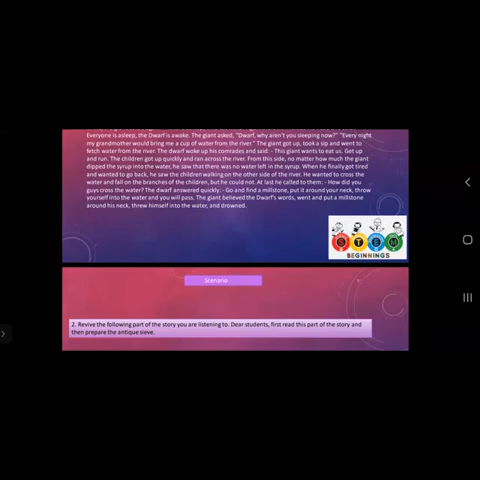 Everyone is asleep, the Dwarf is awake. The giant asked, "Dwarf, why aren't you sleeping now?" "Every night
my grandmother would bring me a cup of water from the river." The giant got up, took a sip and went to
fetch water from the river. The dwarf woke up his comrades and said: - This giant wants to eat us. Get up
and run. The children got up quickly and ran across the river. From this side, no matter how much the giant
dipped the syrup into the water, he saw that there was no water left in the syrup. When he finally got tired
and wanted to go back, he saw the children walking on the other side of the river. He wanted to cross the
water and fall on the branches of the children, but he could not. At last he called to them: - How did you
guys cross the water? The dwarf answered quickly: - Go and find a millstone, put it around your neck, throw
yourself into the water and you will pass. The giant believed the Dwarf's words, went and put a millstone
around his neck, threw himself into the water, and drowned.
STEM
BEGINNINGS
Scenario
2. Revive the following part of the story you are listening to. Dear students, first read this part of the story and
then prepare the antique sieve.